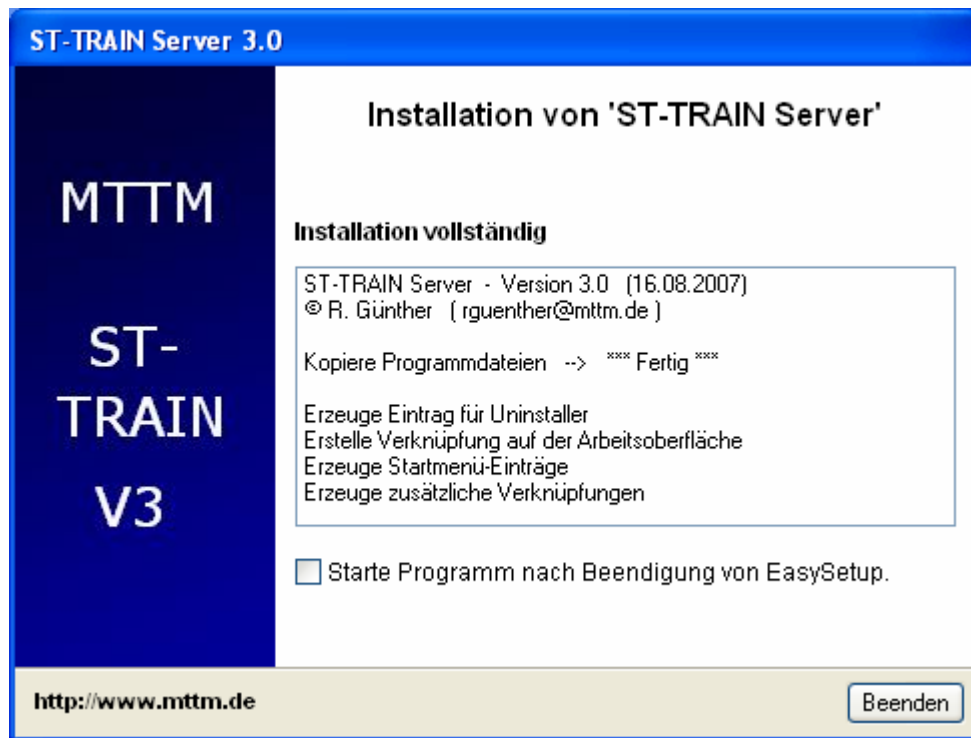 ST-TRAIN Server 3.0
MTTM
ST-
TRAIN
V3
Installation von 'ST-TRAIN Server'
Installation vollständig
ST-TRAIN Server - Version 3.0 (16.08.2007)
© R. Günther ( rguenther@mttm.de )
Kopiere Programmdateien --> *** Fertig ***
Erzeuge Eintrag für Uninstaller
Erstelle Verknüpfung auf der Arbeitsoberfläche
Erzeuge Startmenü-Einträge
Erzeuge zusätzliche Verknüpfungen
Starte Programm nach Beendigung von EasySetup.
http://www.mttm.de
Beenden